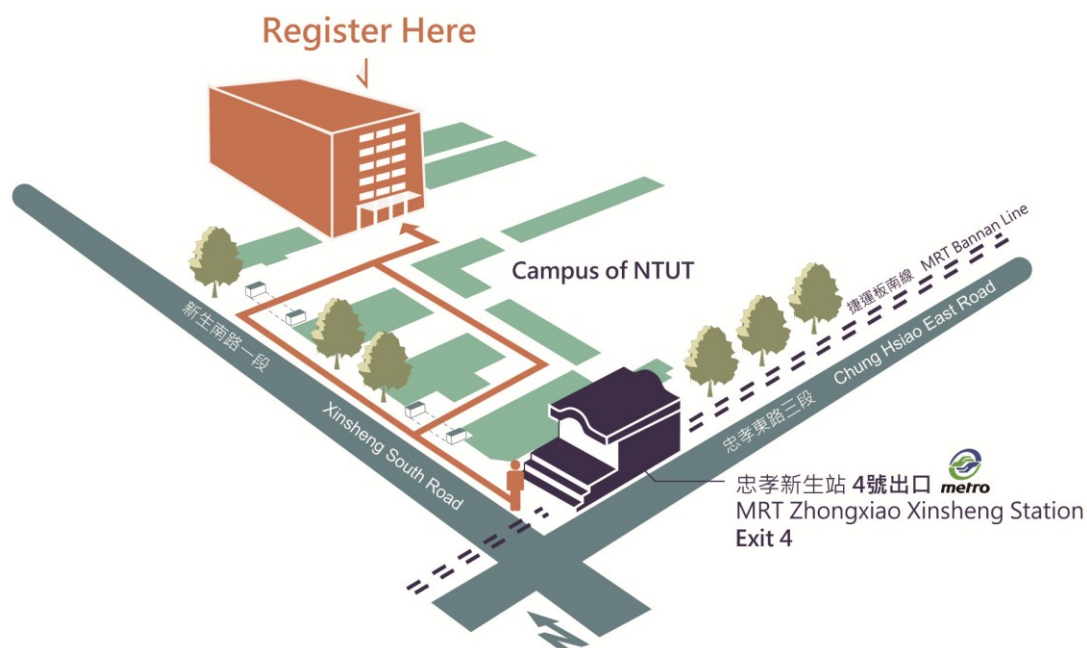 Register Here
Campus of NTUT
捷運板南線 MRT Bannan Line
忠孝東路三段 Chung Hsiao East Road
新生南路一段 Xinsheng South Road
忠孝新生站 4號出口 metro
MRT Zhongxiao Xinsheng Station
Exit 4
N